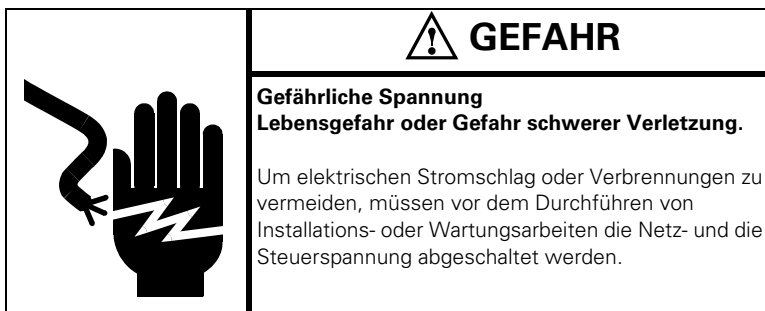 GEFAHR
Gefährliche Spannung
Lebensgefahr oder Gefahr schwerer Verletzung.
Um elektrischen Stromschlag oder Verbrennungen zu
vermeiden, müssen vor dem Durchführen von
Installations- oder Wartungsarbeiten die Netz- und die
Steuerspannung abgeschaltet werden.